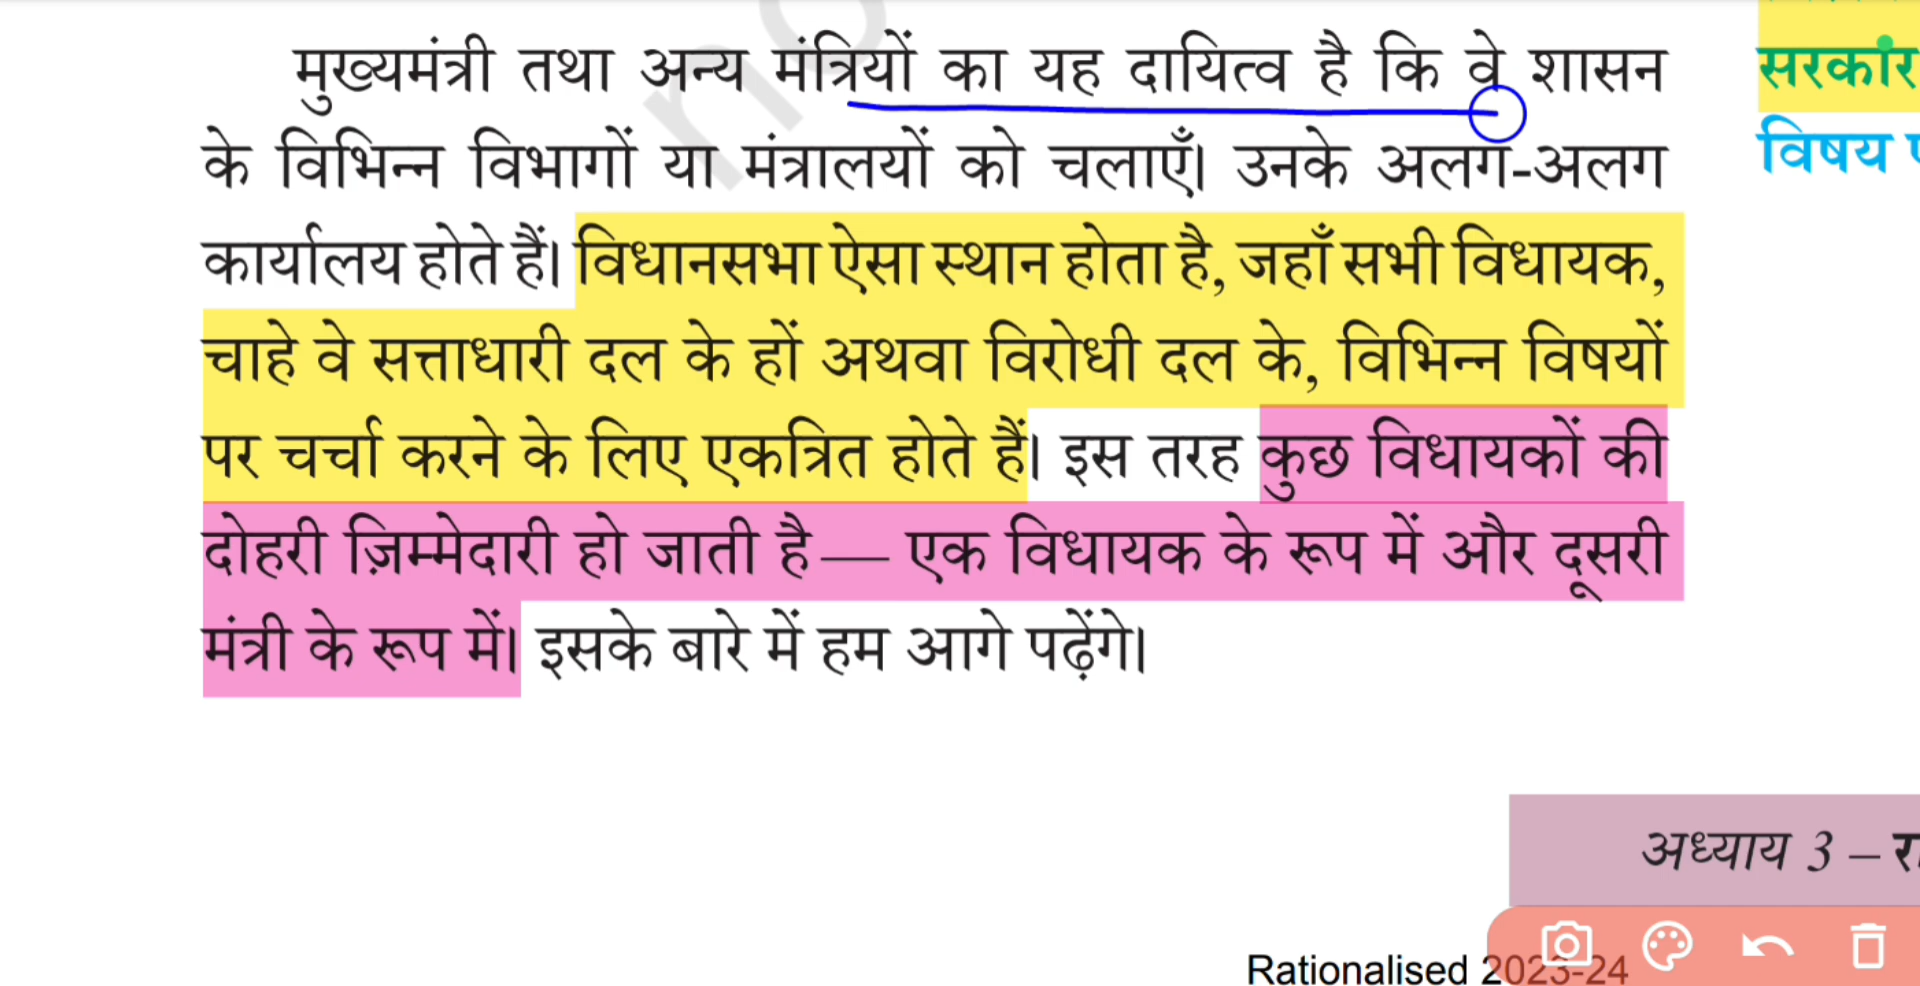 मुख्यमंत्री तथा अन्य मंत्रियों का यह दायित्व है कि वे शासन
के विभिन्न विभागों या मंत्रालयों को चलाएँ। उनके अलग-अलग
कार्यालय होते हैं। विधानसभा ऐसा स्थान होता है, जहाँ सभी विधायक,
चाहे वे सत्ताधारी दल के हों अथवा विरोधी दल के, विभिन्न विषयों
पर चर्चा करने के लिए एकत्रित होते हैं। इस तरह कुछ विधायकों की
दोहरी ज़िम्मेदारी हो जाती है— एक विधायक के रूप में और दूसरी
मंत्री के रूप में। इसके बारे में हम आगे पढ़ेंगे।
विषय
अध्याय 3 –
Rationalised 2023-24